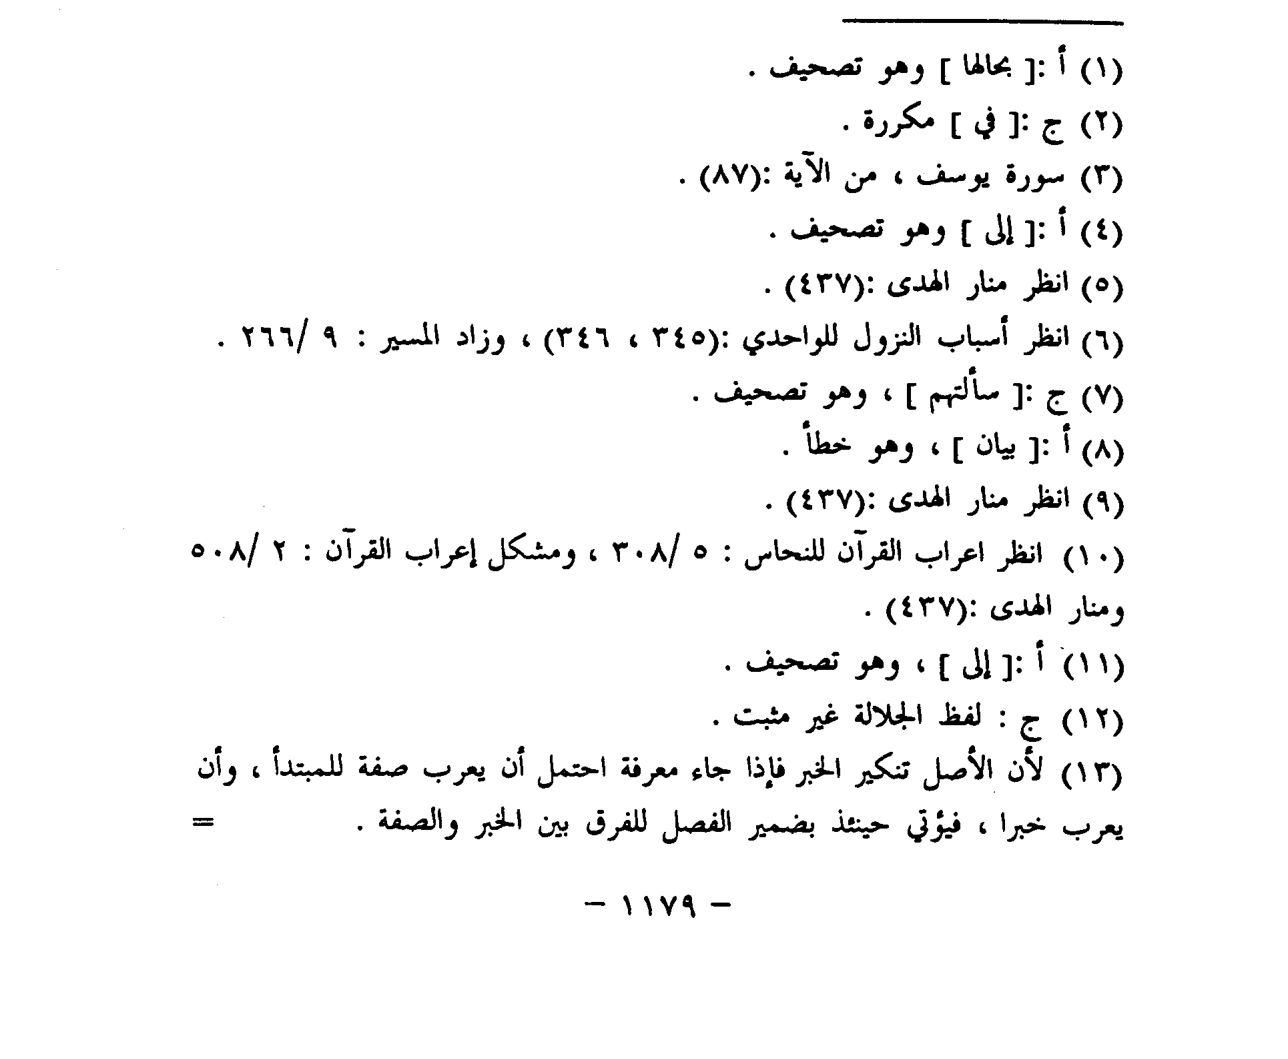 (١) أ :[ بحالها ] وهو تصحيف .
(٢) ج :[ في ] مكررة .
(٣) سورة يوسف ، من الآية :(٨٧) .
(٤) أ :[ إلى ] وهو تصحيف .
(٥) انظر منار الهدى :(٤٣٧) .
(٦) انظر أسباب النزول للواحدي :(٣٤٥ ، ٣٤٦) ، وزاد المسير : ٩ /٢٦٦ .
(٧) ج :[ سألتهم ] ، وهو تصحيف .
(٨) أ :[ بيان ] ، وهو خطأ .
(٩) انظر منار الهدى :(٤٣٧) .
(١٠) انظر اعراب القرآن للنحاس : ٥ /٣٠٨ ، ومشكل إعراب القرآن : ٢ /٥٠٨
ومنار الهدى :(٤٣٧) .
(١١) أ :[ إلى ] ، وهو تصحيف .
(١٢) ج : لفظ الجلالة غير مثبت .
(١٣) لأن الأصل تنكير الخبر فإذا جاء معرفة احتمل أن يعرب صفة للمبتدأ ، وأن
يعرب خبرا ، فيؤتي حينئذ بضمير الفصل للفرق بين الخبر والصفة . =
– ١١٧٩ –